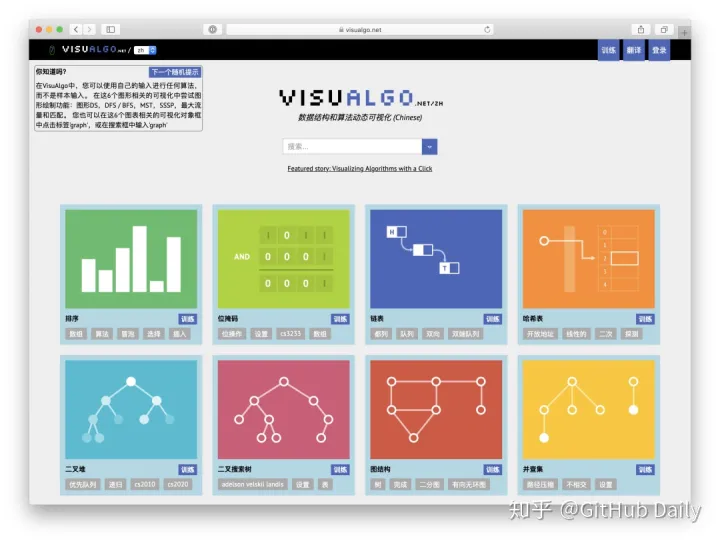 visualgo.net
VISUALGO.NET / zh
训练 翻译 登录
你知道吗? 下一个随机提示
在VisuAlgo中，您可以使用自己的输入进行任何算法，
而不是样本输入。 在这6个图形相关的可视化中尝试图
形绘制功能：图形DS、DFS / BFS、MST、SSSP、最大流
量和匹配。 您也可以在这6个图表相关的可视化对象框
中点击标签'graph'，或在搜索框中输入'graph'
VISUALGO.NET/ZH
数据结构和算法动态可视化 (Chinese)
搜索...
Featured story: Visualizing Algorithms with a Click
AND
0
0 0 0
0 0 0
H
T
0
1
2
3
4
排序 训练
数组 算法 冒泡 选择 插入
位掩码 训练
位操作 设置 cs3233 数组
链表 训练
都列 队列 双向 双端队列
哈希表 训练
开放地址 线性的 二次 探测
二叉堆 训练
优先队列 递归 cs2010 cs2020
二叉搜索树 训练
adelson velskii landis 设置 表
图结构 训练
树 完成 二分图 有向无环图
并查集 训练
路径压缩 不相交 设置
知乎 @GitHub Daily